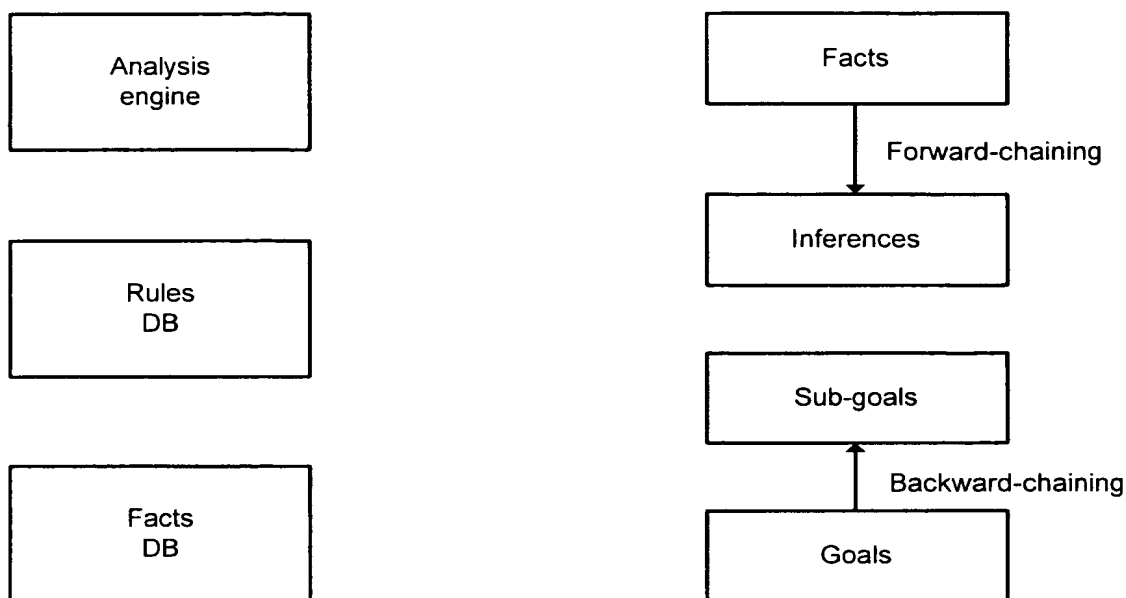 Analysis
engine
Rules
DB
Facts
DB
Facts
Forward-chaining
Inferences
Sub-goals
Backward-chaining
Goals